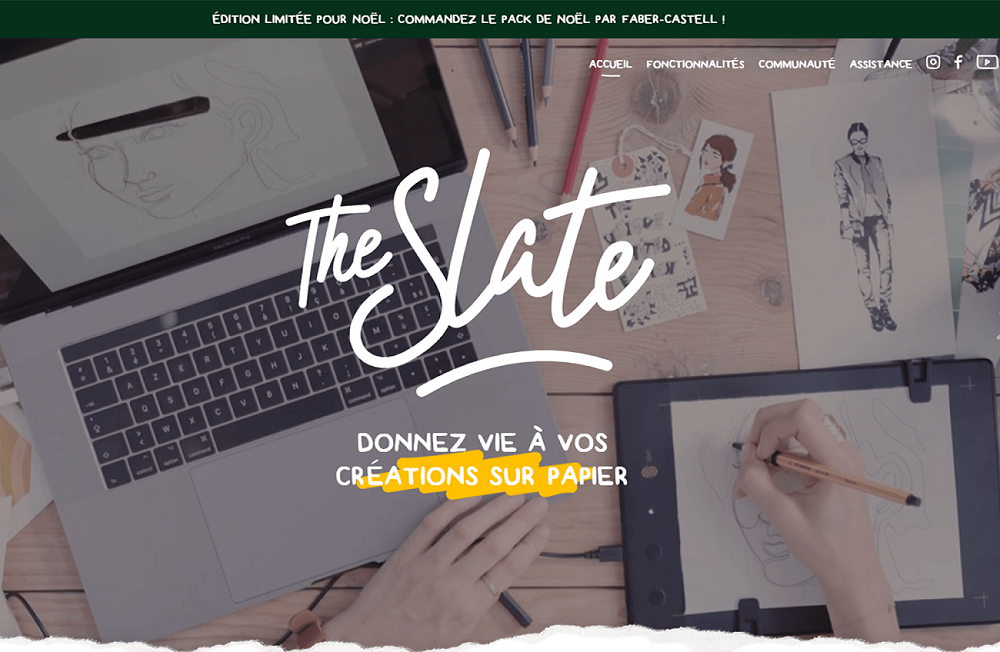 ÉDITION LIMITÉE POUR NOËL : COMMANDEZ LE PACK DE NOËL PAR FABER-CASTELL !
ACCUEIL FONCTIONNALITÉS COMMUNAUTÉ ASSISTANCE
The Slate
DONNEZ VIE À VOS
CRÉATIONS SUR PAPIER